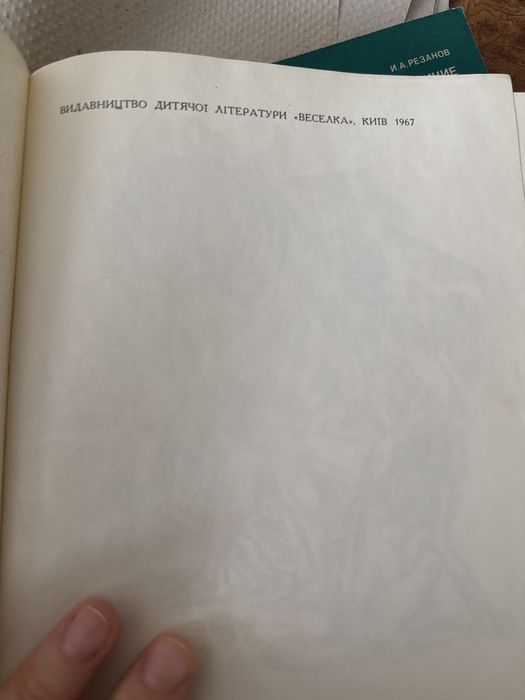 И.А.РЕЗАНОВ
ВИДАВНИЦТВО ДИТЯЧОЇ ЛІТЕРАТУРИ «ВЕСЕЛКА», КИЇВ 1967